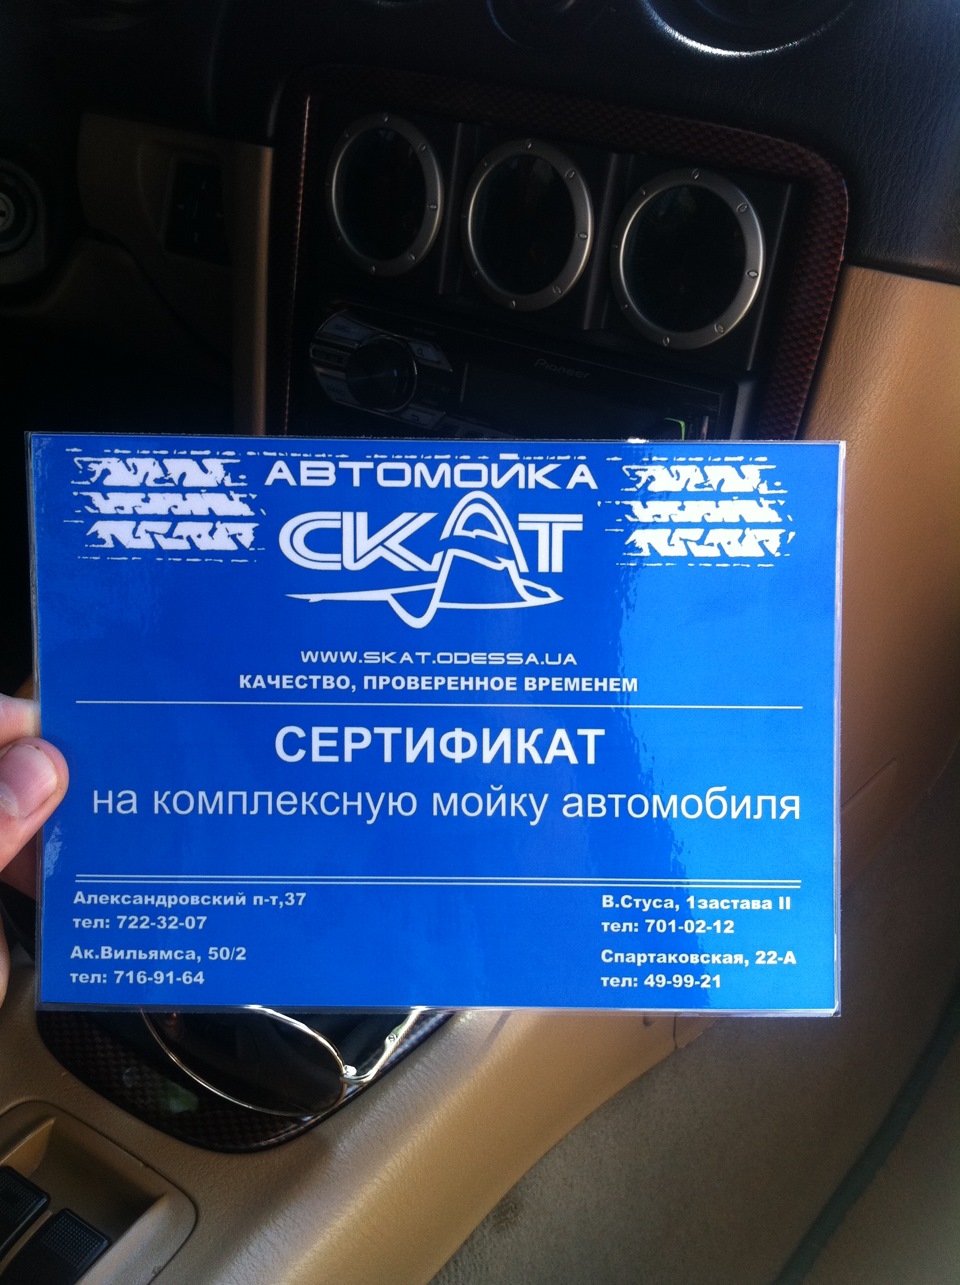 Pioneer
АВТОМОЙКА
СКАТ
WWW.SKAT.ODESSA.UA
КАЧЕСТВО, ПРОВЕРЕННОЕ ВРЕМЕНЕМ
СЕРТИФИКАТ
на комплексную мойку автомобиля
Александровский п-т,37
тел: 722-32-07
Ак.Вильямса, 50/2
тел: 716-91-64
В.Стуса, 1застава II
тел: 701-02-12
Спартаковская, 22-А
тел: 49-99-21